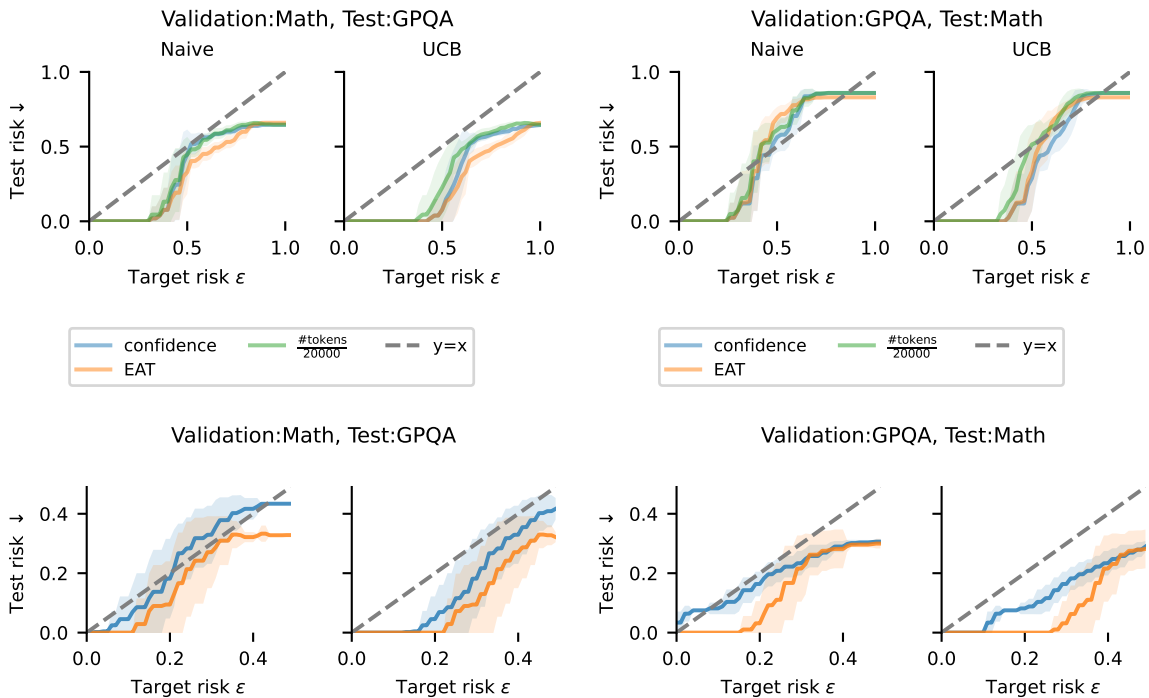 Validation:Math, Test:GPQA
Validation:GPQA, Test:Math
Naive
UCB
Naive
UCB
Test risk ↓
1.0
0.5
0.0
0.0 0.5 1.0
0.0 0.5 1.0
Target risk ε
Target risk ε
Test risk ↓
1.0
0.5
0.0
0.0 0.5 1.0
0.0 0.5 1.0
Target risk ε
Target risk ε
confidence
#tokens
20000
y=x
EAT
confidence
#tokens
20000
y=x
EAT
Validation:Math, Test:GPQA
Validation:GPQA, Test:Math
Test risk ↓
0.4
0.2
0.0
0.0 0.2 0.4
0.0 0.2 0.4
Target risk ε
Target risk ε
Test risk ↓
0.4
0.2
0.0
0.0 0.2 0.4
0.0 0.2 0.4
Target risk ε
Target risk ε